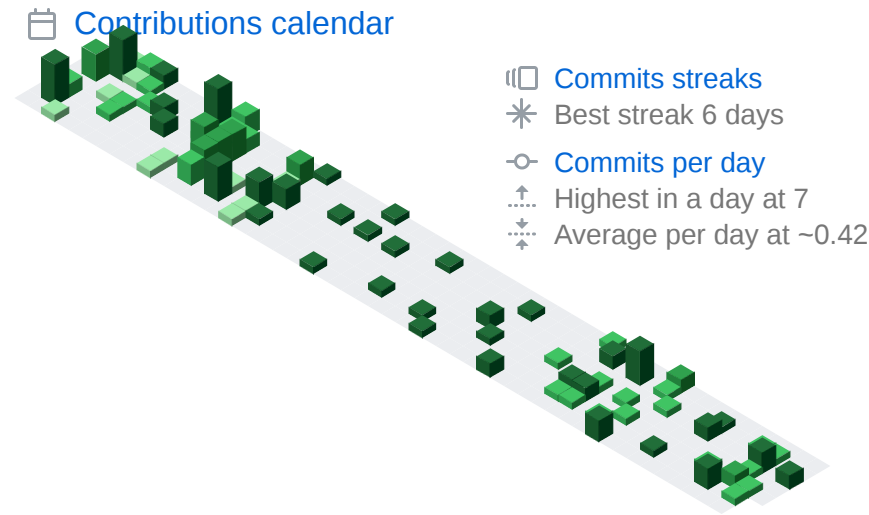 Contributions calendar
Commits streaks
Best streak 6 days
Commits per day
Highest in a day at 7
Average per day at ~0.42